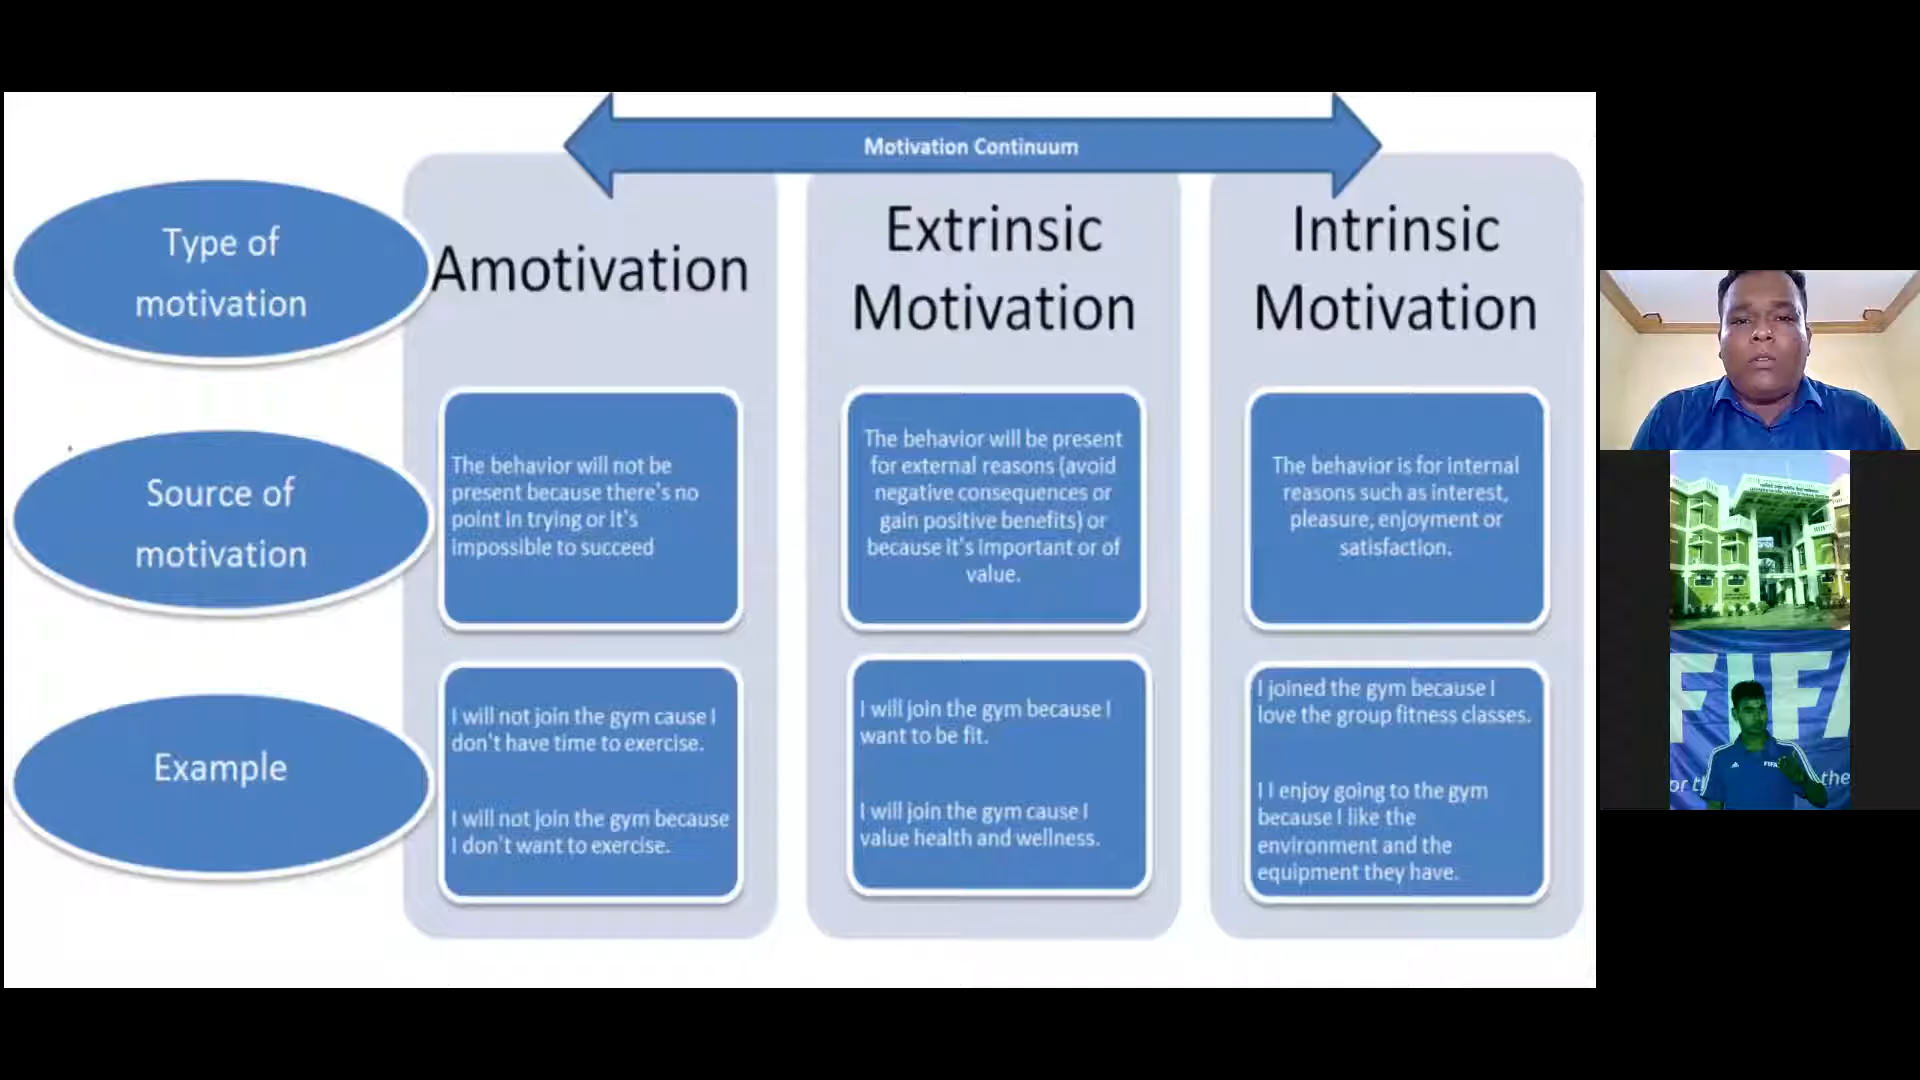 Motivation Continuum
Type of
motivation
Amotivation
Extrinsic
Motivation
Intrinsic
Motivation
Source of
motivation
The behavior will not be
present because there's no
point in trying or it's
impossible to succeed
The behavior will be present
for external reasons (avoid
negative consequences or
gain positive benefits) or
because it's important or of
value.
The behavior is for internal
reasons such as interest,
pleasure, enjoyment or
satisfaction.
Example
I will not join the gym cause I
don't have time to exercise.
I will not join the gym because
I don't want to exercise.
I will join the gym because I
want to be fit.
I will join the gym cause I
value health and wellness.
I joined the gym because I
love the group fitness classes.
I I enjoy going to the gym
because I like the
environment and the
equipment they have.
FIFA
FIFA
the